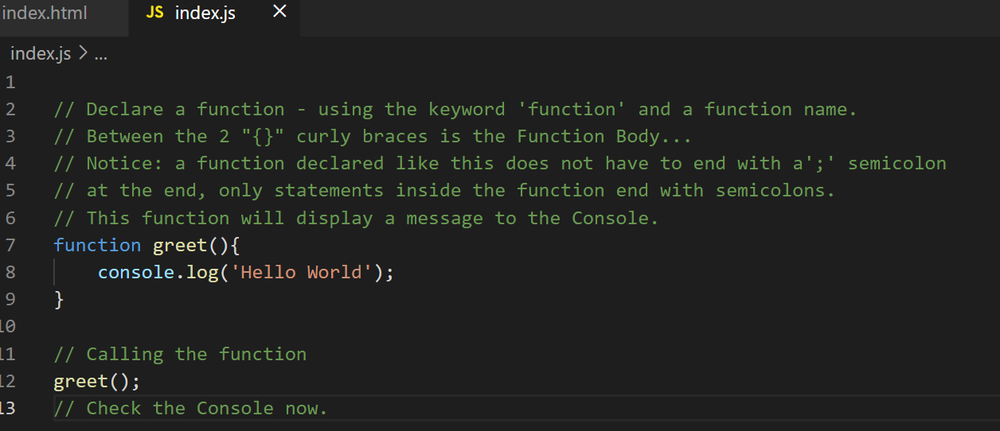 index.html JS index.js ×
index.js > ...
1
2 // Declare a function - using the keyword 'function' and a function name.
3 // Between the 2 "{}" curly braces is the Function Body...
4 // Notice: a function declared like this does not have to end with a';' semicolon
5 // at the end, only statements inside the function end with semicolons.
6 // This function will display a message to the Console.
7 function greet(){
8     console.log('Hello World');
9 }
10
11 // Calling the function
12 greet();
13 // Check the Console now.